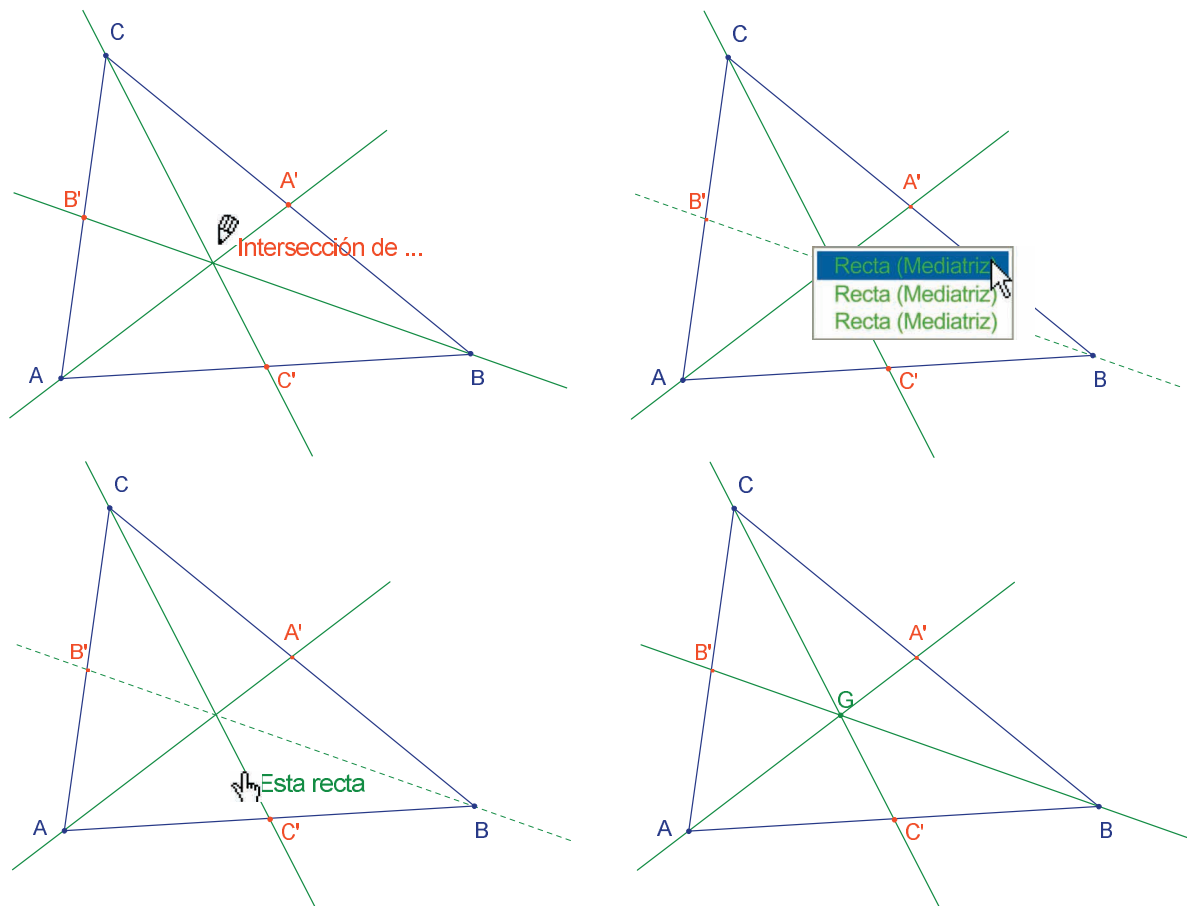 C
A'
B'
Intersección de ...
A
C'
B
C
A'
B'
Recta (Mediatriz)
Recta (Mediatriz)
Recta (Mediatriz)
A
C'
B
C
A'
B'
Esta recta
A
C'
B
C
A'
B'
G
A
C'
B